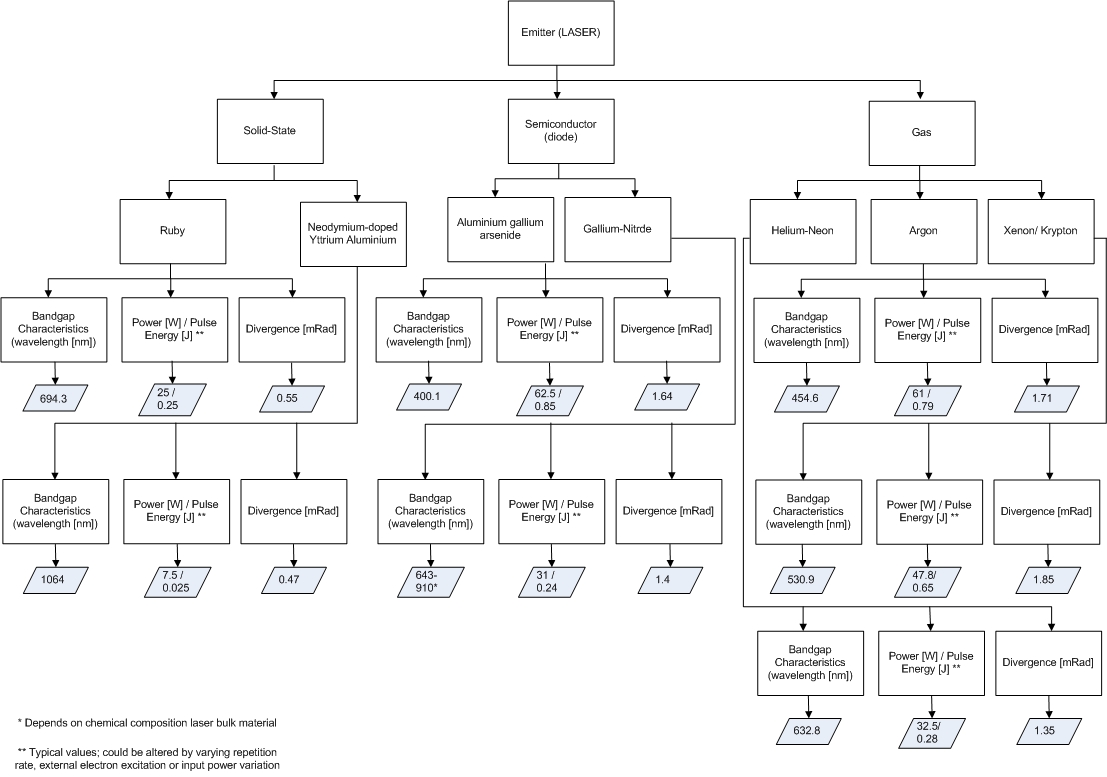 Emitter (LASER)
Solid-State
Semiconductor
(diode)
Gas
Ruby
Neodymium-doped
Yttrium Aluminium
Aluminium gallium
arsenide
Gallium-Nitrde
Helium-Neon
Argon
Xenon/ Krypton
Bandgap
Characteristics
(wavelength [nm])
Power [W] / Pulse
Energy [J] **
Divergence [mRad]
Bandgap
Characteristics
(wavelength [nm])
Power [W] / Pulse
Energy [J] **
Divergence [mRad]
Bandgap
Characteristics
(wavelength [nm])
Power [W] / Pulse
Energy [J] **
Divergence [mRad]
694.3
25 /
0.25
0.55
400.1
62.5 /
0.85
1.64
454.6
61 /
0.79
1.71
Bandgap
Characteristics
(wavelength [nm])
Power [W] / Pulse
Energy [J] **
Divergence [mRad]
Bandgap
Characteristics
(wavelength [nm])
Power [W] / Pulse
Energy [J] **
Divergence [mRad]
Bandgap
Characteristics
(wavelength [nm])
Power [W] / Pulse
Energy [J] **
Divergence [mRad]
1064
7.5 /
0.025
0.47
643-
910*
31 /
0.24
1.4
530.9
47.8/
0.65
1.85
Bandgap
Characteristics
(wavelength [nm])
Power [W] / Pulse
Energy [J] **
Divergence [mRad]
632.8
32.5/
0.28
1.35
* Depends on chemical composition laser bulk material
** Typical values; could be altered by varying repetition
rate, external electron excitation or input power variation